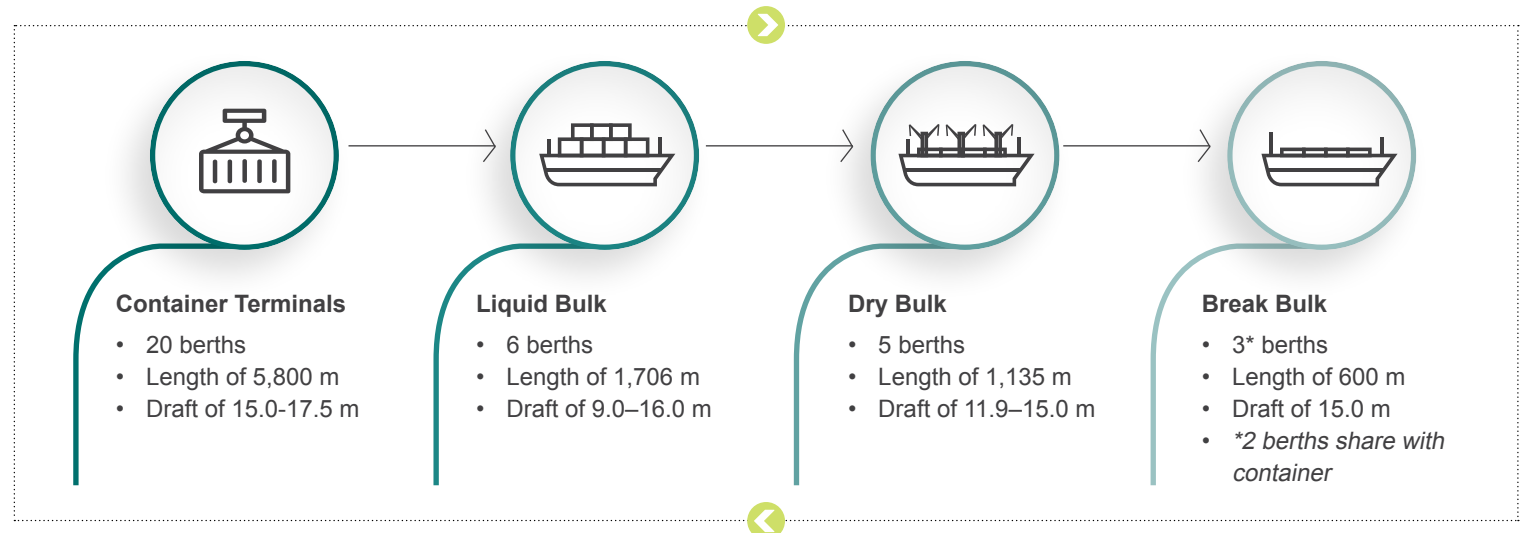 Container Terminals
• 20 berths
• Length of 5,800 m
• Draft of 15.0-17.5 m
Liquid Bulk
• 6 berths
• Length of 1,706 m
• Draft of 9.0–16.0 m
Dry Bulk
• 5 berths
• Length of 1,135 m
• Draft of 11.9–15.0 m
Break Bulk
• 3* berths
• Length of 600 m
• Draft of 15.0 m
• *2 berths share with
container